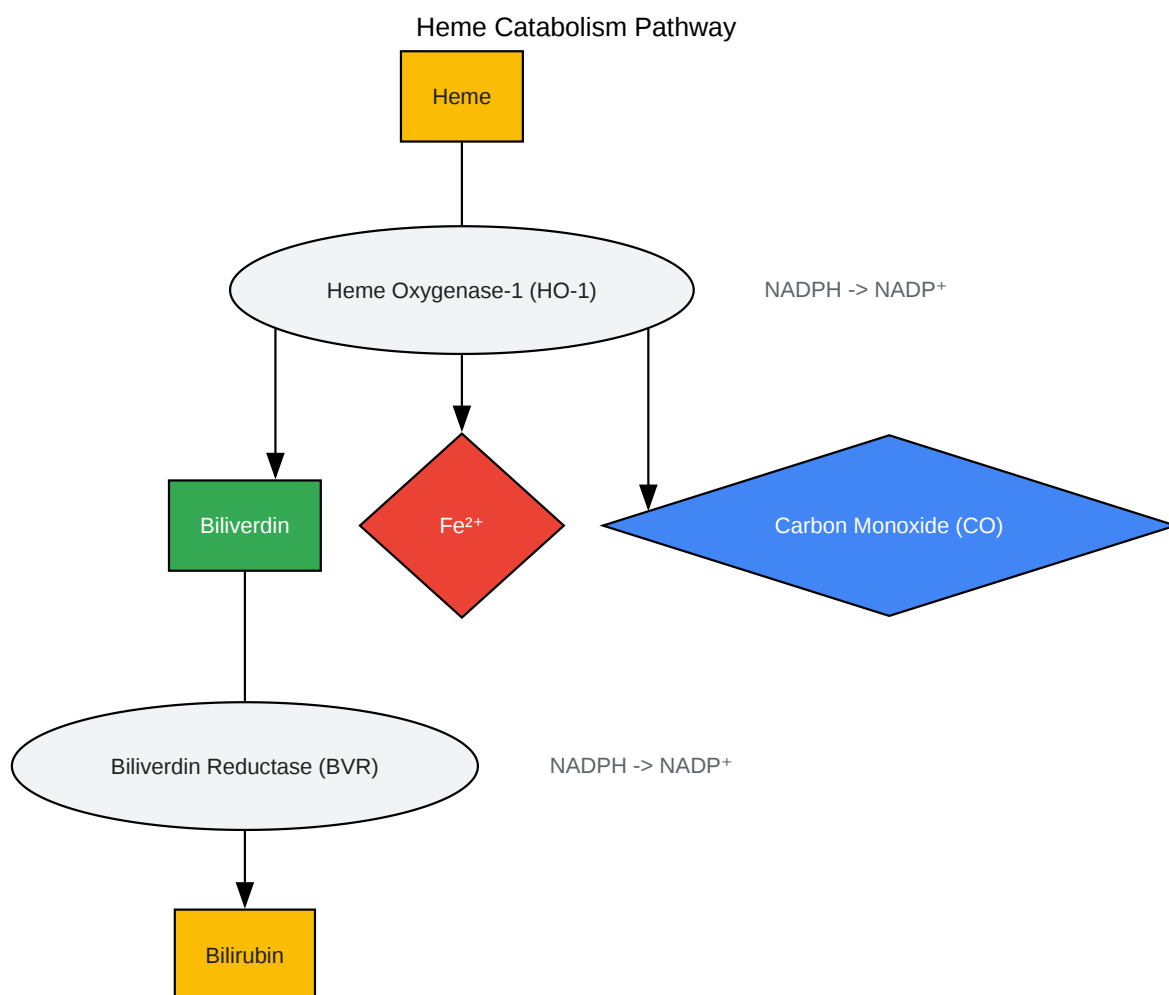 Heme Catabolism Pathway
Heme
Heme Oxygenase-1 (HO-1)
NADPH -> NADP⁺
Biliverdin
Fe²⁺
Carbon Monoxide (CO)
Biliverdin Reductase (BVR)
NADPH -> NADP⁺
Bilirubin